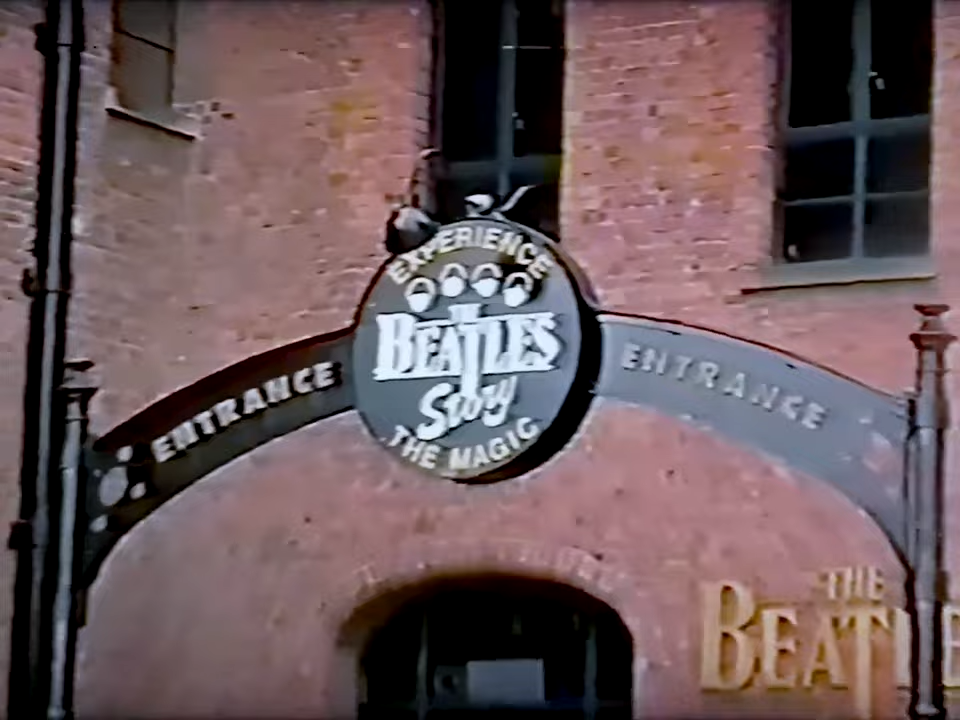 EXPERIENCE
THE
BEATLES
Story
THE MAGIC
ENTRANCE
ENTRANCE
THE
BEATLE